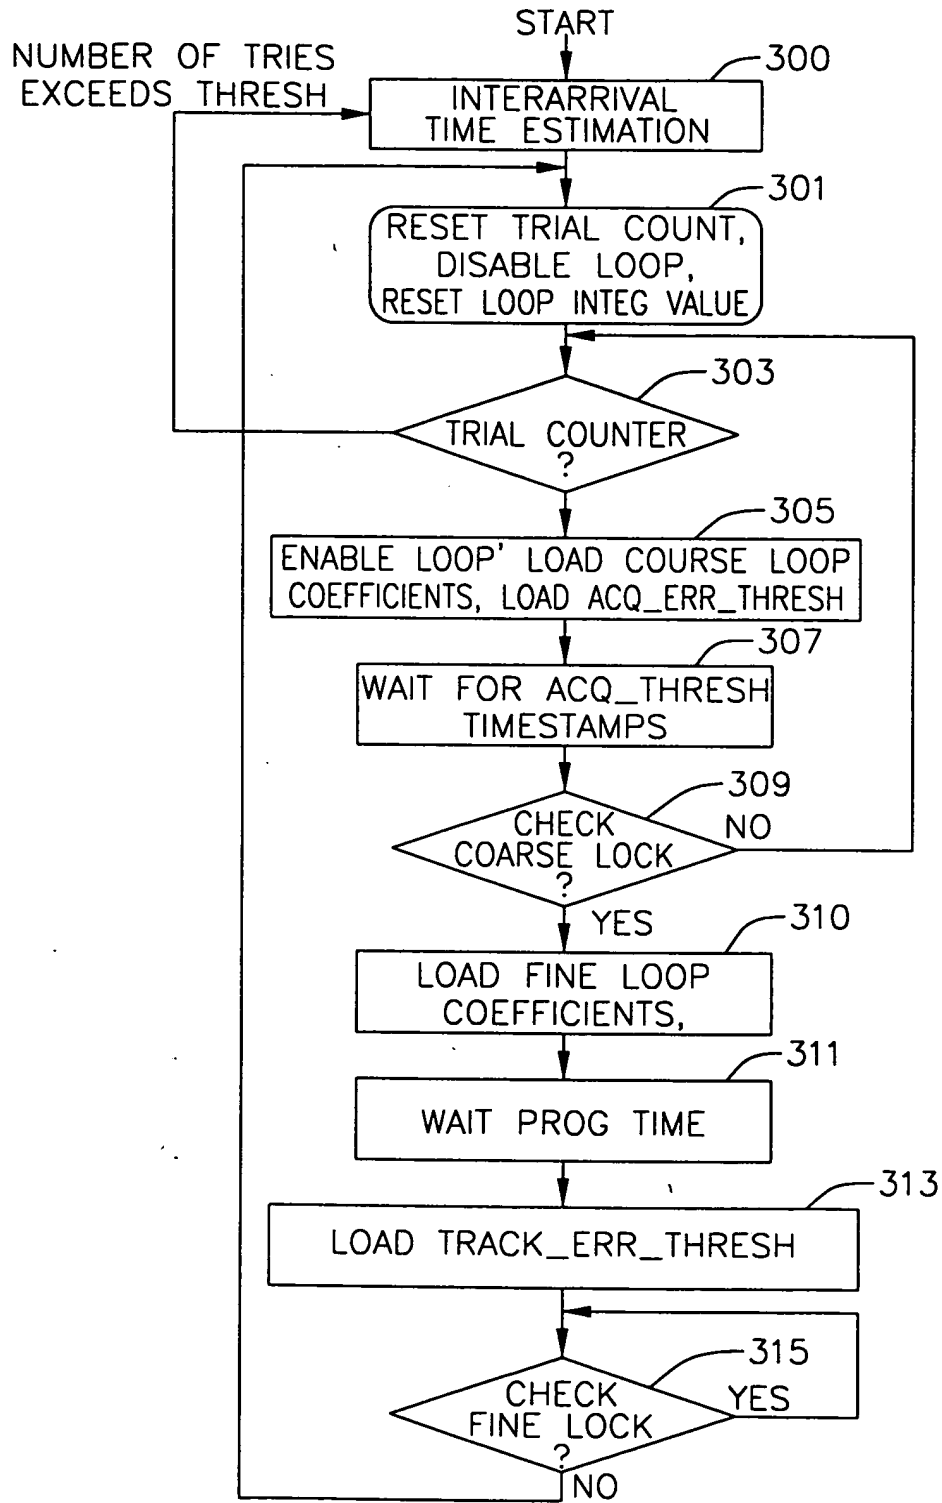 START
NUMBER OF TRIES
EXCEEDS THRESH
300
INTERARRIVAL
TIME ESTIMATION
301
RESET TRIAL COUNT,
DISABLE LOOP,
RESET LOOP INTEG VALUE
303
TRIAL COUNTER
?
305
ENABLE LOOP' LOAD COURSE LOOP
COEFFICIENTS, LOAD ACQ_ERR_THRESH
307
WAIT FOR ACQ_THRESH
TIMESTAMPS
309
CHECK
COARSE LOCK
?
NO
YES
310
LOAD FINE LOOP
COEFFICIENTS,
311
WAIT PROG TIME
313
LOAD TRACK_ERR_THRESH
315
CHECK
FINE LOCK
?
YES
NO